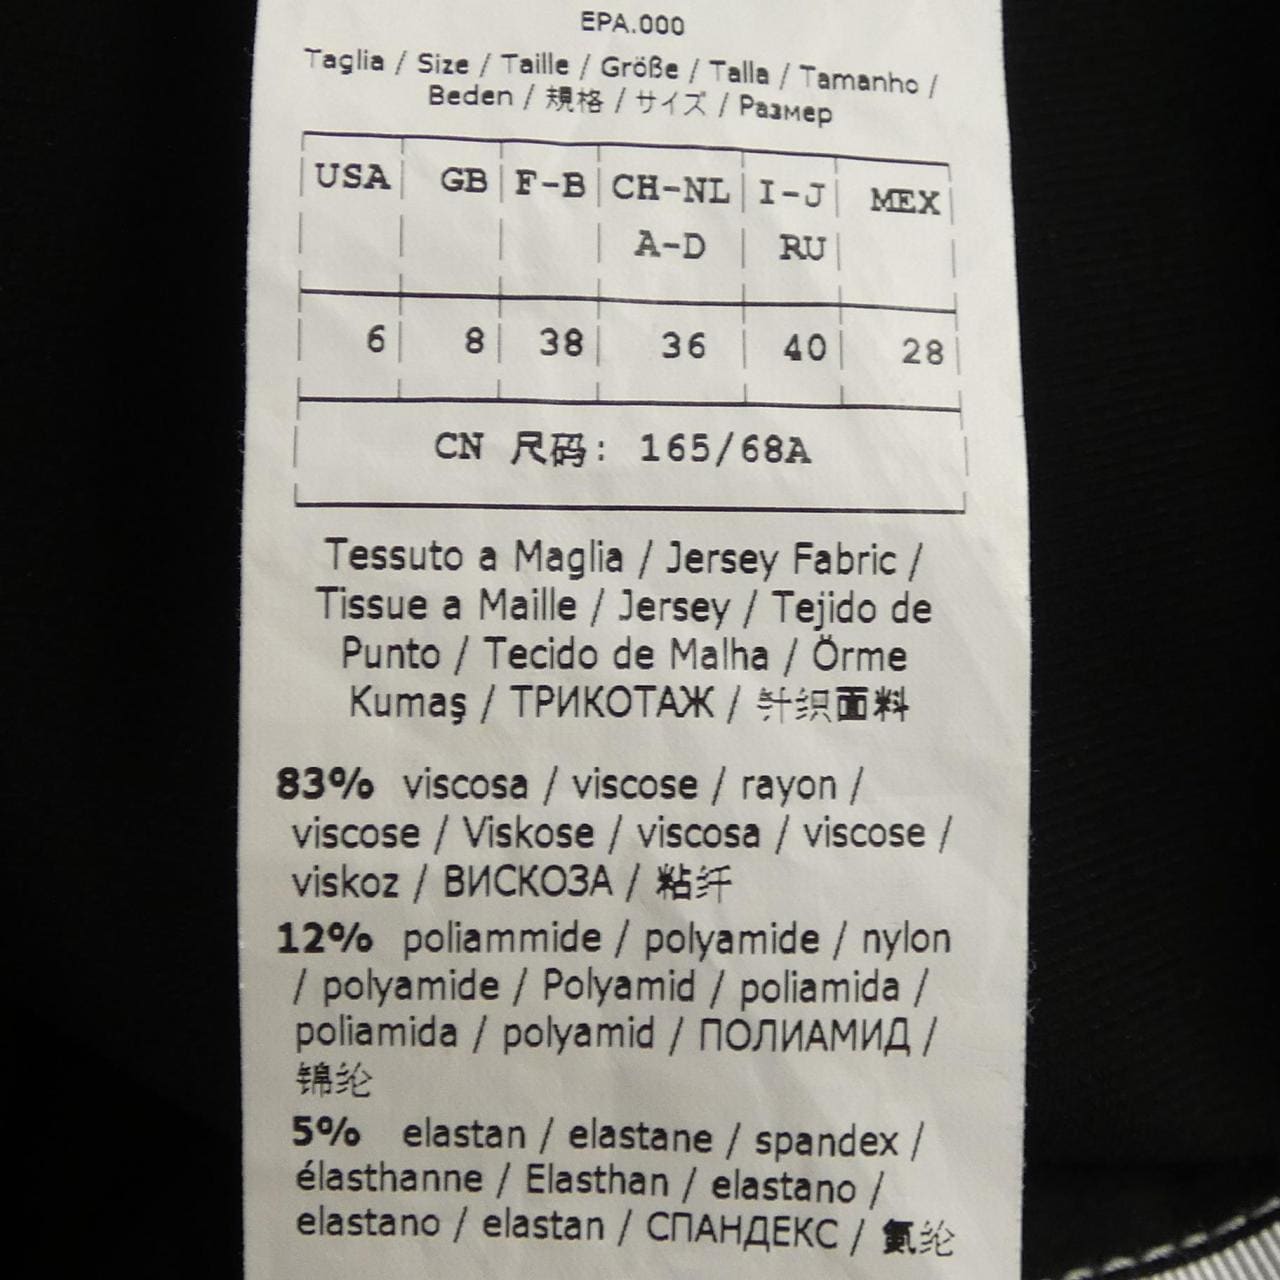 EPA.000
Taglia / Size / Taille / Größe / Talla / Tamanho /
Beden / 規格 / サイズ / Размер
USA GB F-B CH-NL I-J MEX
A-D RU
6 8 38 36 40 28
CN 尺码: 165/68A
Tessuto a Maglia / Jersey Fabric /
Tissue a Maille / Jersey / Tejido de
Punto / Tecido de Malha / Örme
Kumaş / ТРИКОТАЖ / 针织面料
83% viscosa / viscose / rayon /
viscose / Viskose / viscosa / viscose /
viskoz / ВИСКОЗА / 粘纤
12% poliammide / polyamide / nylon
/ polyamide / Polyamid / poliamida /
poliamida / polyamid / ПОЛИАМИД /
锦纶
5% elastan / elastane / spandex /
élasthanne / Elasthan / elastano /
elastano / elastan / СПАНДЕКС / 氨纶